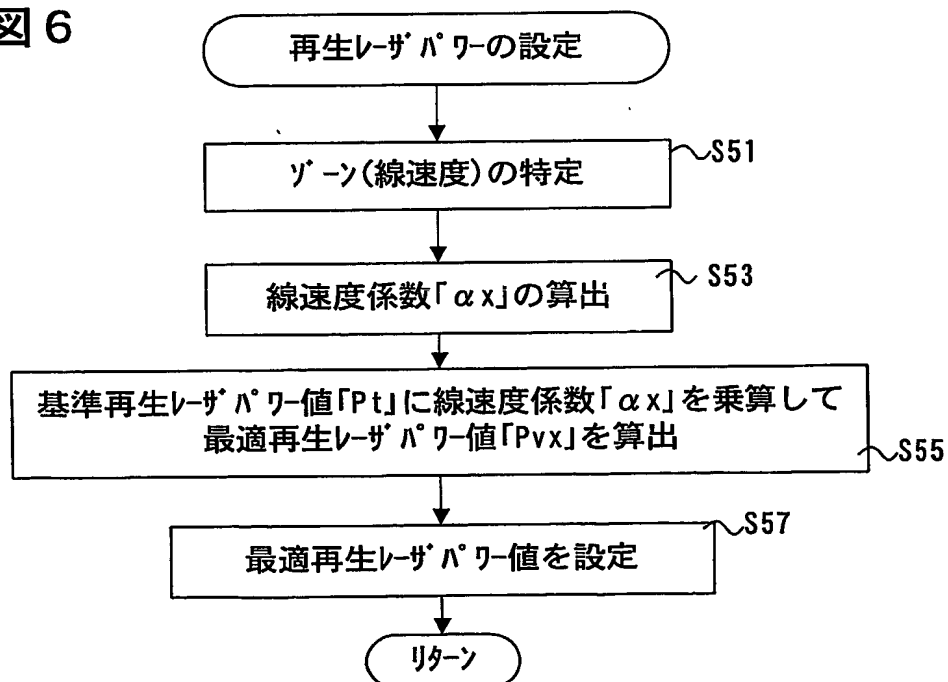 図6
再生ﾚｰｻﾞﾊﾟﾜｰの設定
ｿﾞｰﾝ(線速度)の特定
S51
線速度係数「αx」の算出
S53
基準再生ﾚｰｻﾞﾊﾟﾜｰ値「Pt」に線速度係数「αx」を乗算して
最適再生ﾚｰｻﾞﾊﾟﾜｰ値「Pvx」を算出
S55
最適再生ﾚｰｻﾞﾊﾟﾜｰ値を設定
S57
ﾘﾀｰﾝ